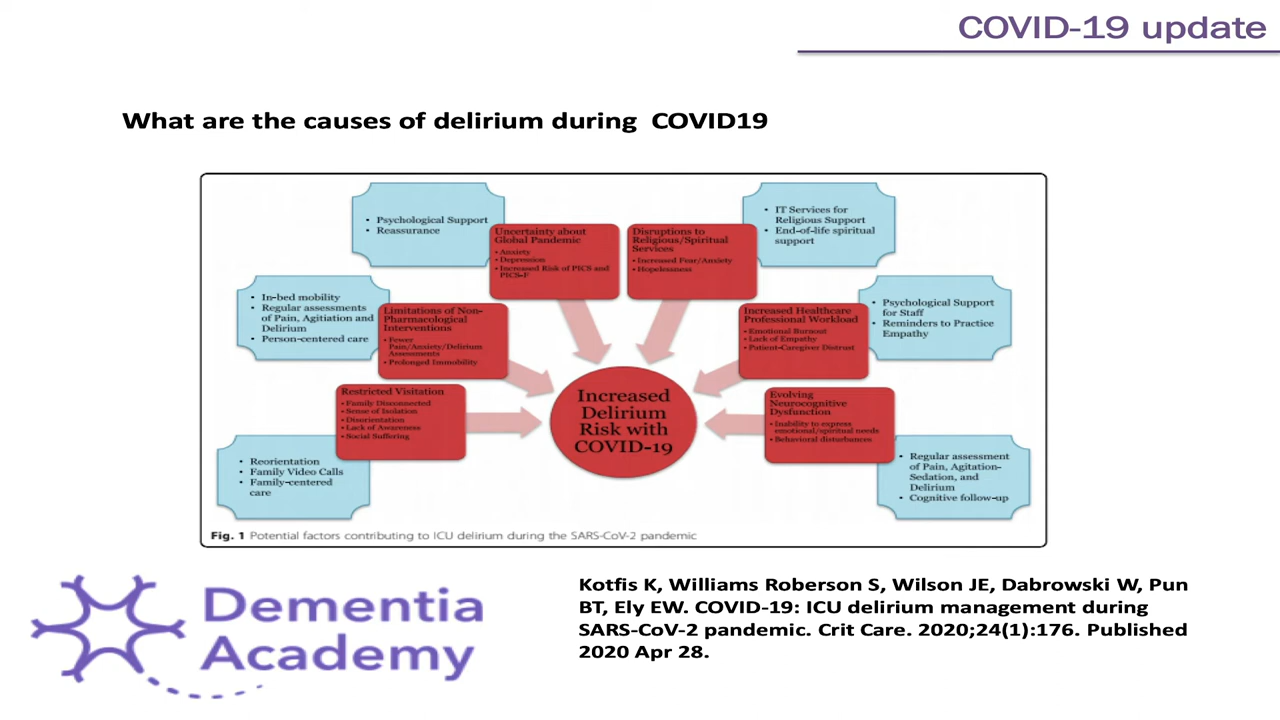 COVID-19 update
What are the causes of delirium during COVID19
• Psychological Support
• Reassurance
Uncertainty about
Global Pandemic
• Anxiety
• Depression
• Increased Risk of PICS and
PICS-F
Disruptions to
Religious/Spiritual
Services
• Increased Fear/Anxiety
• Hopelessness
• IT Services for
Religious Support
• End-of-life spiritual
support
• In-bed mobility
• Regular assessments
of Pain, Agitiation and
Delirium
• Person-centered care
Limitations of Non-
Pharmacological
Interventions
• Fewer
Pain/Anxiety/Delirium
Assessments
• Prolonged Immobility
Increased Healthcare
Professional Workload
• Emotional Burnout
• Lack of Empathy
• Patient-Caregiver Distrust
• Psychological Support
for Staff
• Reminders to Practice
Empathy
Restricted Visitation
• Family Disconnected
• Sense of Isolation
• Disorientation
• Lack of Awareness
• Social Suffering
Increased
Delirium
Risk with
COVID-19
Evolving
Neurocognitive
Dysfunction
• Inability to express
emotional/spiritual needs
• Behavioral disturbances
• Reorientation
• Family Video Calls
• Family-centered
care
• Regular assessment
of Pain, Agitation-
Sedation, and
Delirium
• Cognitive follow-up
Fig. 1 Potential factors contributing to ICU delirium during the SARS-CoV-2 pandemic
Dementia
Academy
Kotfis K, Williams Roberson S, Wilson JE, Dabrowski W, Pun
BT, Ely EW. COVID-19: ICU delirium management during
SARS-CoV-2 pandemic. Crit Care. 2020;24(1):176. Published
2020 Apr 28.